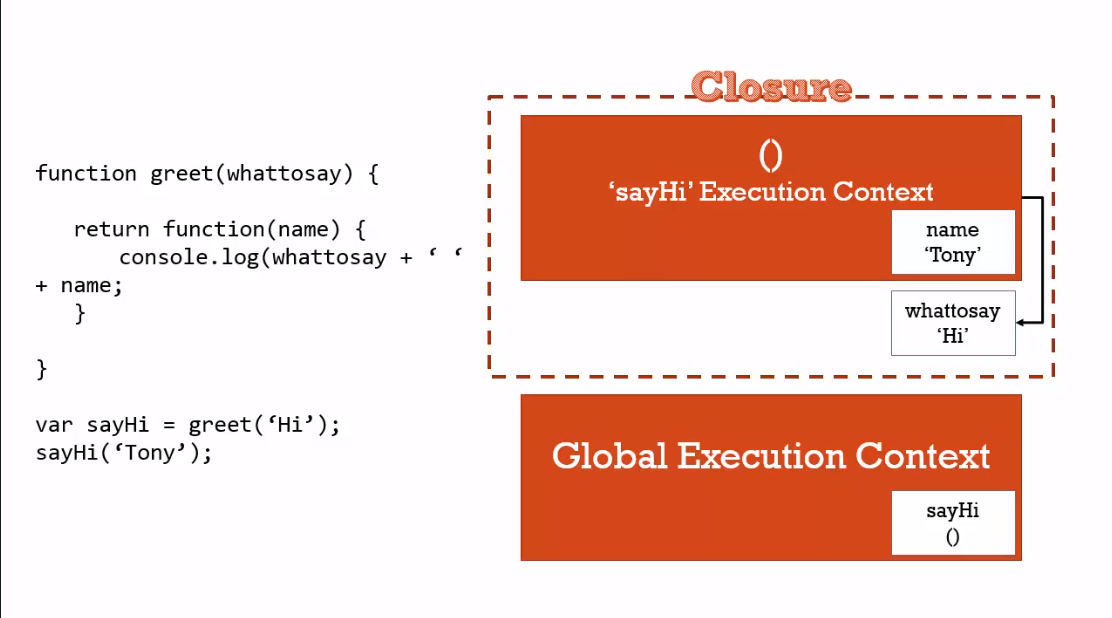 function greet(whattosay) {
return function(name) {
console.log(whattosay + ‘ ‘
+ name;
}
}
var sayHi = greet(‘Hi’);
sayHi(‘Tony’);
Closure
()
‘sayHi’ Execution Context
name
‘Tony’
whattosay
‘Hi’
Global Execution Context
sayHi
()